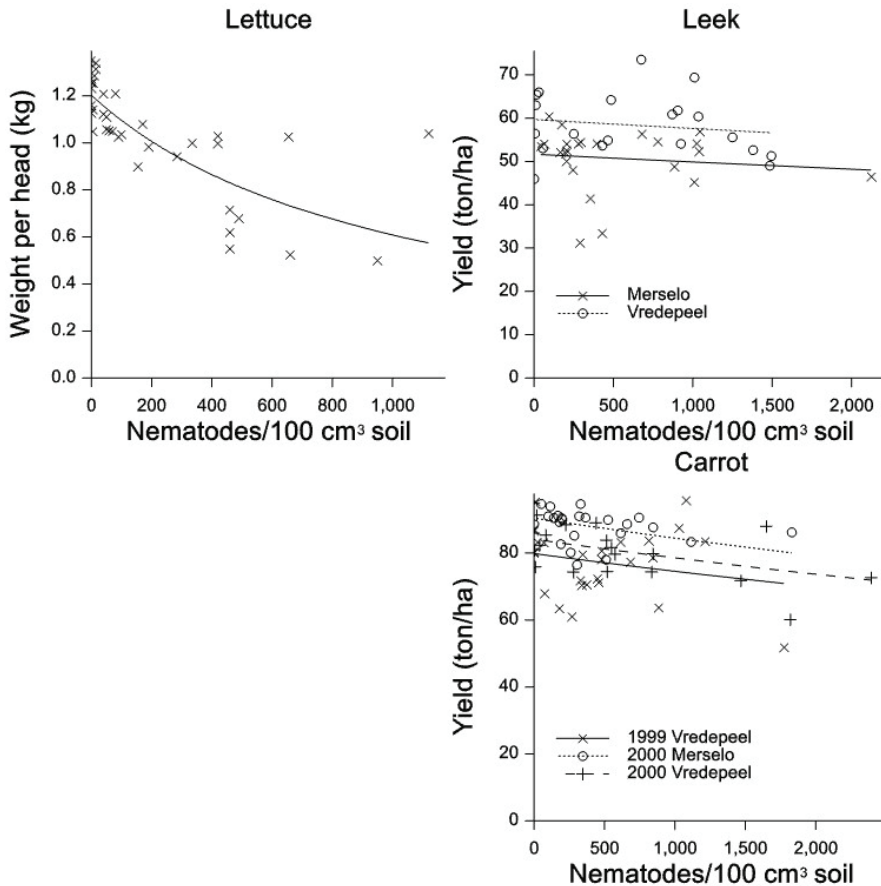 Lettuce
Weight per head (kg)
1.2
1.0
0.8
0.6
0.4
0.2
0.0
0 200 400 600 800 1,000
Nematodes/100 cm³ soil
Leek
Yield (ton/ha)
70
60
50
40
30
20
10
0
Merselo
Vredepeel
0 500 1,000 1,500 2,000
Nematodes/100 cm³ soil
Carrot
Yield (ton/ha)
80
60
40
20
0
1999 Vredepeel
2000 Merselo
2000 Vredepeel
0 500 1,000 1,500 2,000
Nematodes/100 cm³ soil